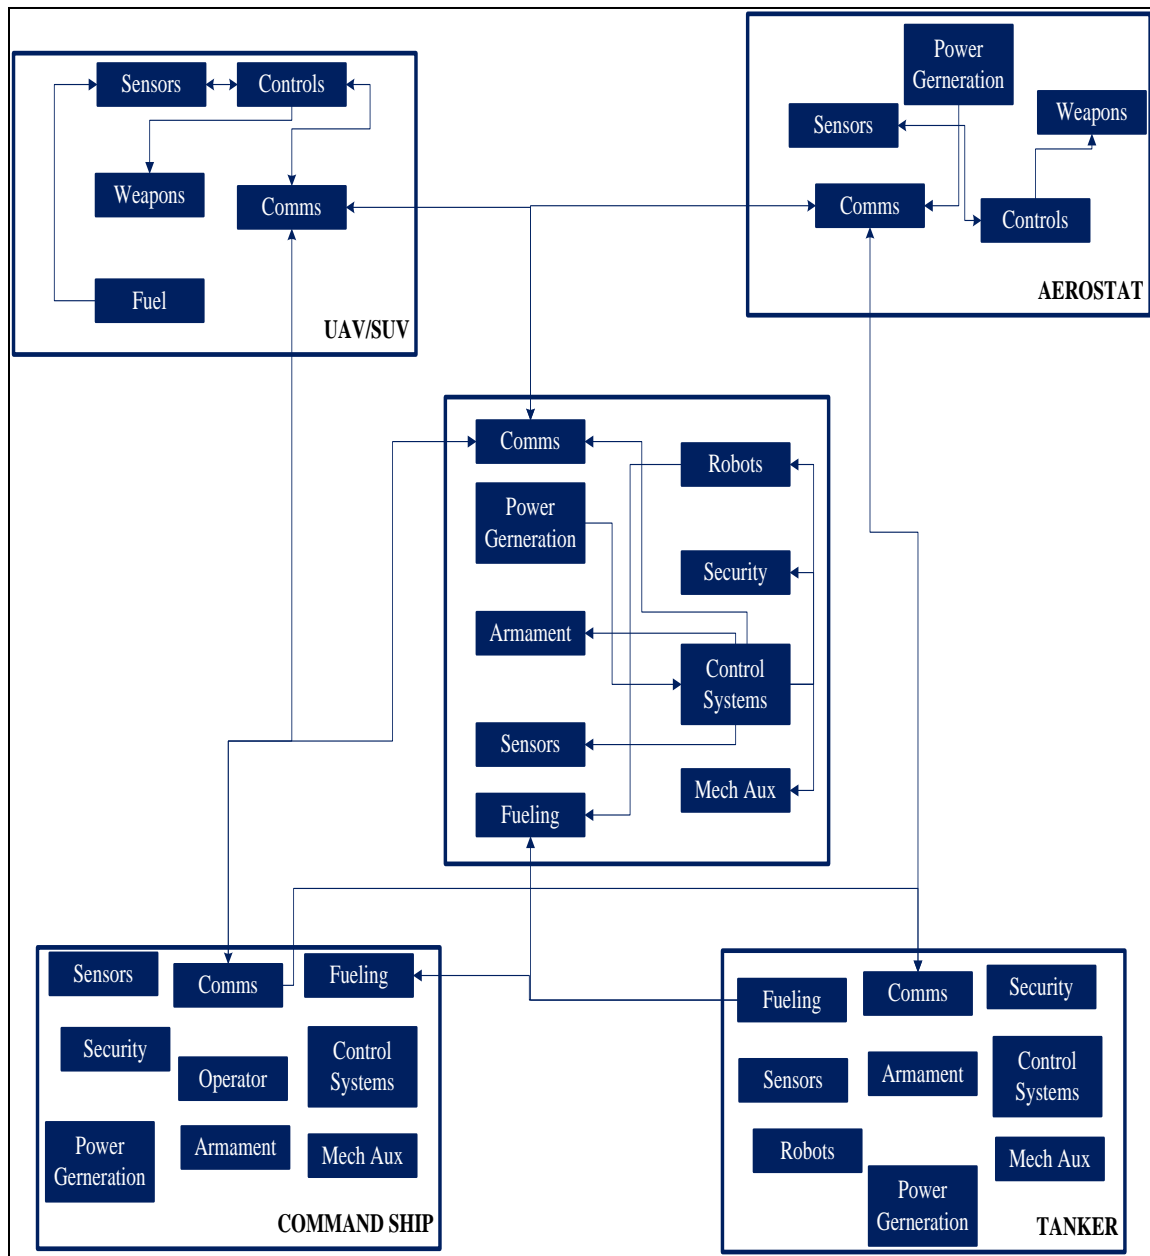 Sensors
Controls
Weapons
Comms
Fuel
UAV/SUV
Power
Gerneration
Weapons
Sensors
Comms
Controls
AEROSTAT
Comms
Robots
Power
Gerneration
Security
Armament
Control
Systems
Sensors
Mech Aux
Fueling
Sensors
Comms
Fueling
Security
Operator
Control
Systems
Power
Gerneration
Armament
Mech Aux
COMMAND SHIP
Fueling
Comms
Security
Sensors
Armament
Control
Systems
Robots
Mech Aux
Power
Gerneration
TANKER